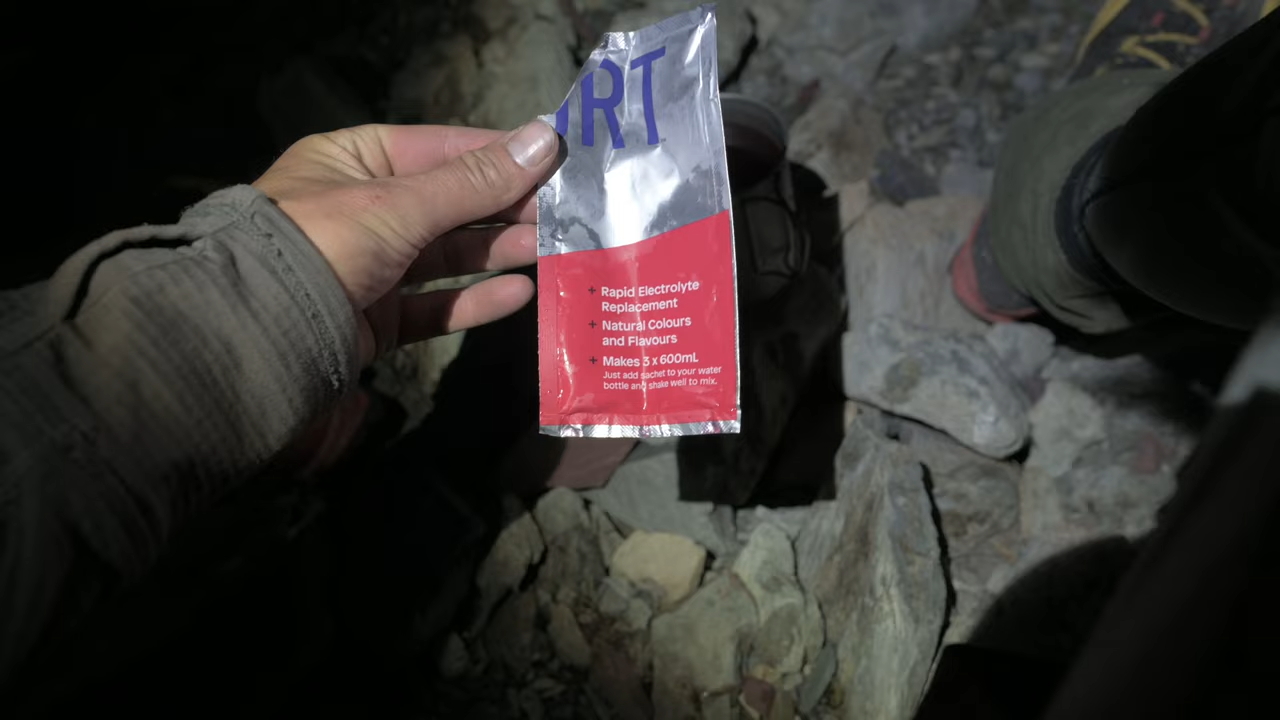 ORT
+ Rapid Electrolyte
Replacement
+ Natural Colours
and Flavours
+ Makes 3 x 600mL
Just add sachet to your water
bottle and shake well to mix.